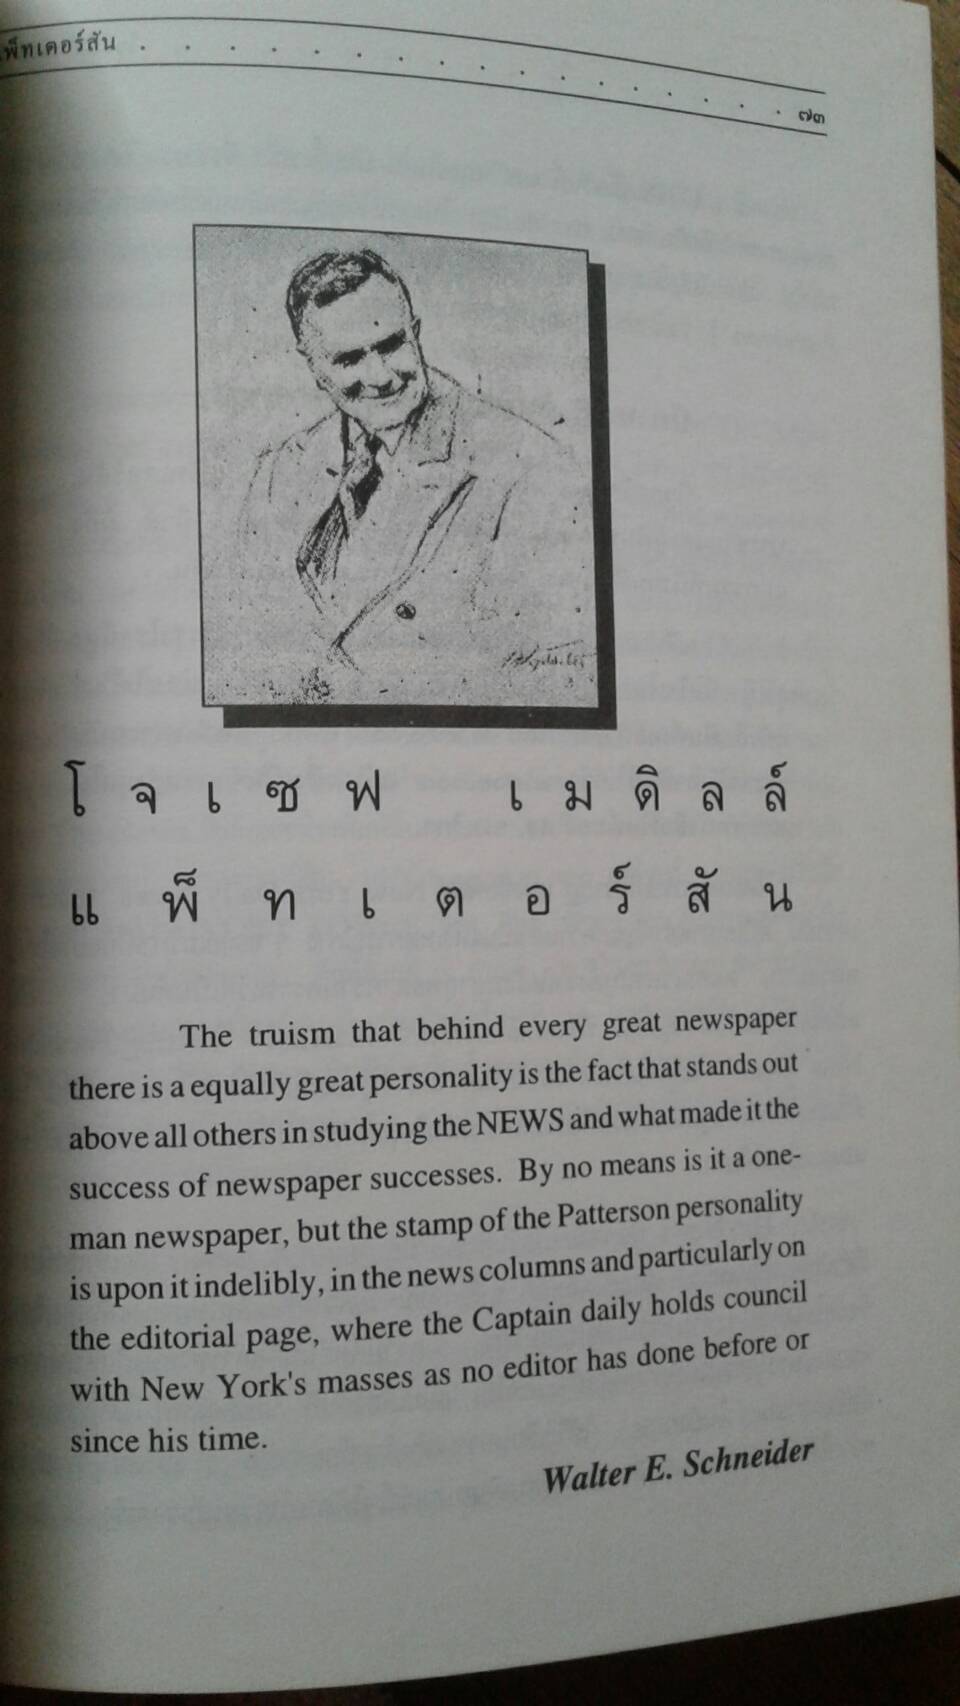 แพ็ทเตอร์สัน . . . . . . . . . . . . . . . . ๗๓
โจเซฟ เมดิลล์
แพ็ทเตอร์สัน
The truism that behind every great newspaper
there is a equally great personality is the fact that stands out
above all others in studying the NEWS and what made it the
success of newspaper successes. By no means is it a one-
man newspaper, but the stamp of the Patterson personality
is upon it indelibly, in the news columns and particularly on
the editorial page, where the Captain daily holds council
with New York's masses as no editor has done before or
since his time.
Walter E. Schneider